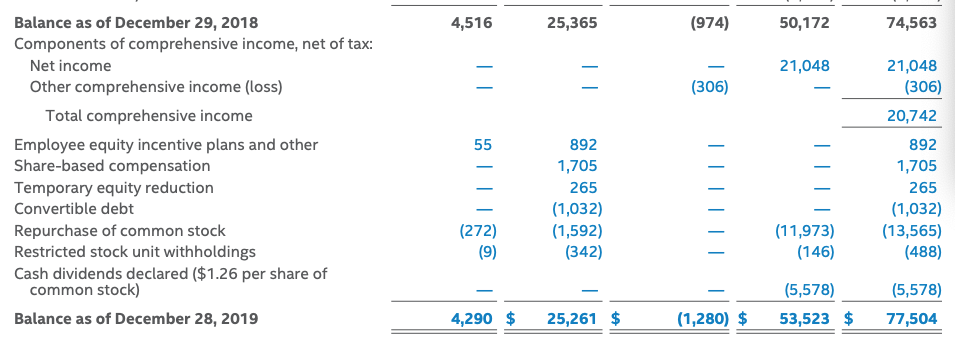 Balance as of December 29, 2018 4,516 25,365 (974) 50,172 74,563
Components of comprehensive income, net of tax:
Net income — — — 21,048 21,048
Other comprehensive income (loss) — — (306) — (306)
Total comprehensive income 20,742
Employee equity incentive plans and other 55 892 — — 892
Share-based compensation — 1,705 — — 1,705
Temporary equity reduction — 265 — — 265
Convertible debt — (1,032) — — (1,032)
Repurchase of common stock (272) (1,592) — (11,973) (13,565)
Restricted stock unit withholdings (9) (342) — (146) (488)
Cash dividends declared ($1.26 per share of
common stock) — — — (5,578) (5,578)
Balance as of December 28, 2019 4,290 $ 25,261 $ (1,280) $ 53,523 $ 77,504